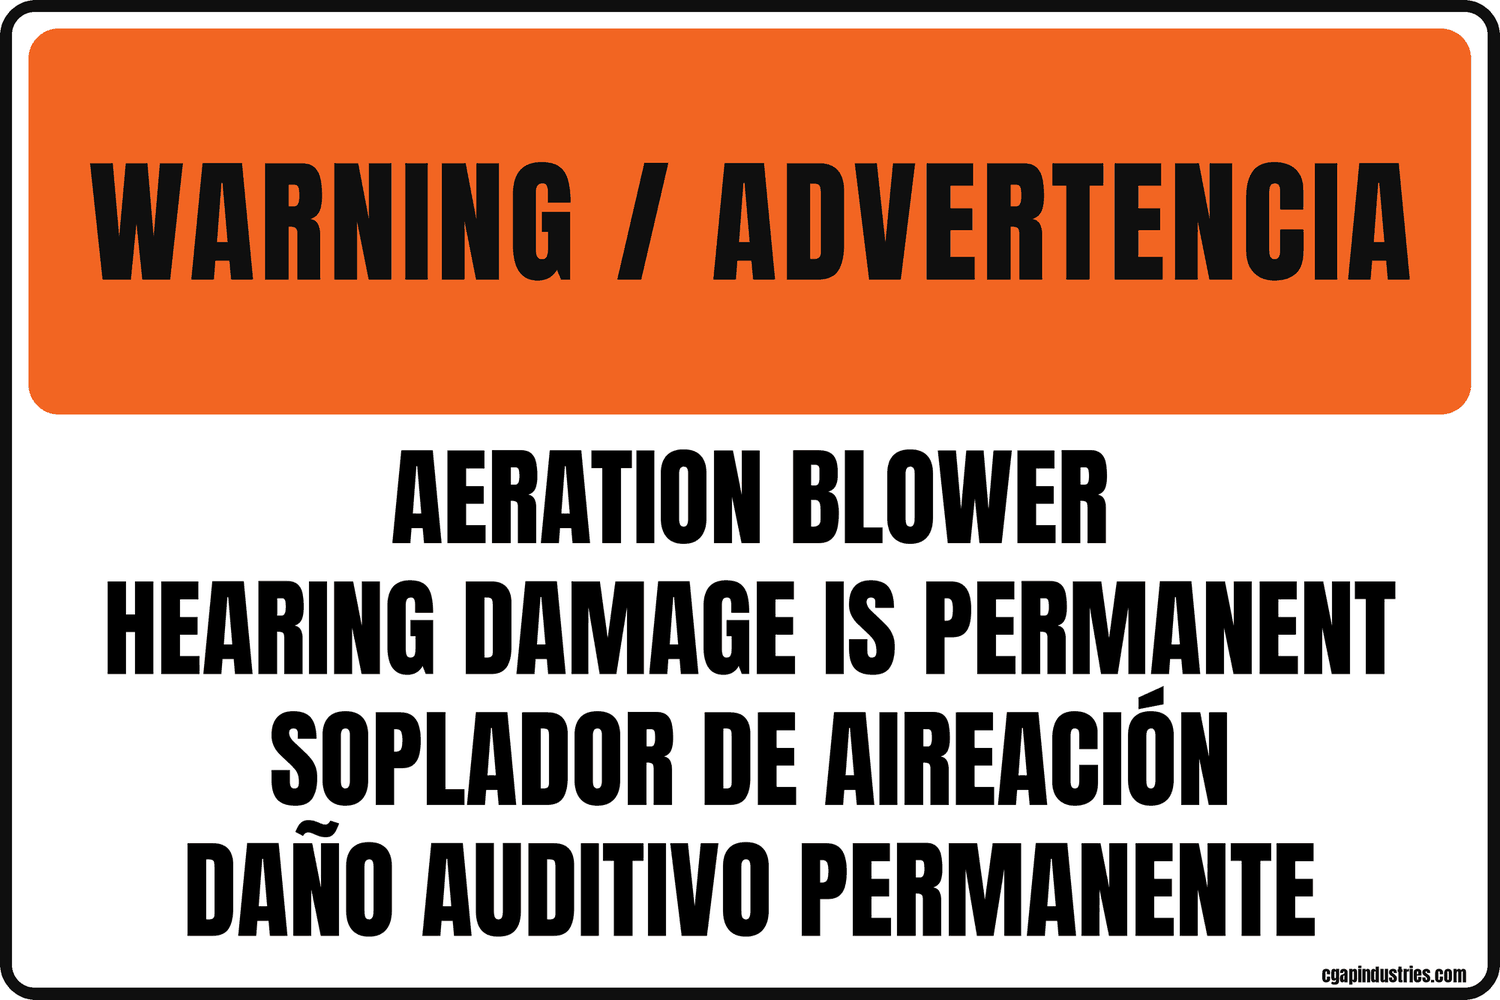 WARNING / ADVERTENCIA
AERATION BLOWER
HEARING DAMAGE IS PERMANENT
SOPLADOR DE AIREACIÓN
DAÑO AUDITIVO PERMANENTE
cgapindustries.com